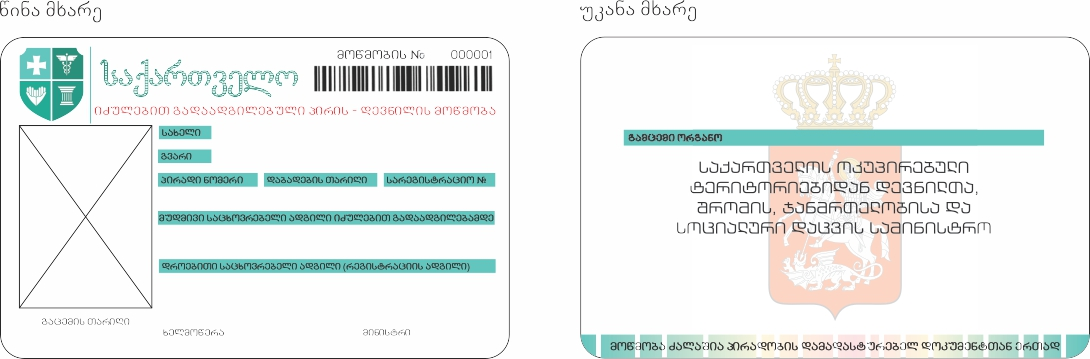 წინა მხარე
უკანა მხარე
მოწმობის № 000001
საქართველო
იძულებით გადაადგილებული პირის - დევნილის მოწმობა
სახელი
გვარი
პირადი ნომერი დაბადების თარიღი სარეგისტრაციო №
მუდმივი საცხოვრებელი ადგილი იძულებით გადაადგილებამდე
დროებითი საცხოვრებელი ადგილი (რეგისტრაციის ადგილი)
გაცემის თარიღი
ხელმოწერა მინისტრი
გამცემი ორგანო
საქართველოს ოკუპირებული
ტერიტორიებიდან დევნილთა,
შრომის, ჯანმრთელობისა და
სოციალური დაცვის სამინისტრო
მოწმობა ძალაშია პირადობის დამადასტურებელ დოკუმენტთან ერთად